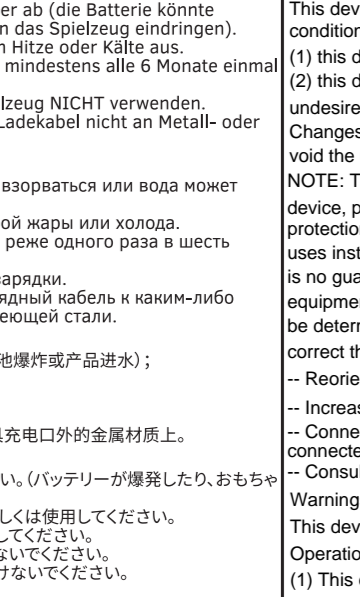 er ab (die Batterie könnte
n das Spielzeug eindringen).
n Hitze oder Kälte aus.
mindestens alle 6 Monate einmal
lzeug NICHT verwenden.
Ladekabel nicht an Metall- oder
взорваться или вода может
ой жары или холода.
реже одного раза в шесть
зарядки.
ядный кабель к каким-либо
еющей стали.
池爆炸或产品进水)；
充电口外的金属材质上。
い。（バッテリーが爆発したり、おもちゃ
しくは使用してください。
してください。
ないでください。
けないでください。
This dev
condition
(1) this d
(2) this d
undesire
Changes
void the
NOTE: T
device, p
protection
uses inst
is no gua
equipmen
be deterr
correct th
-- Reorie
-- Increas
-- Conne
connecte
-- Consul
Warning
This devi
Operatio
(1) This